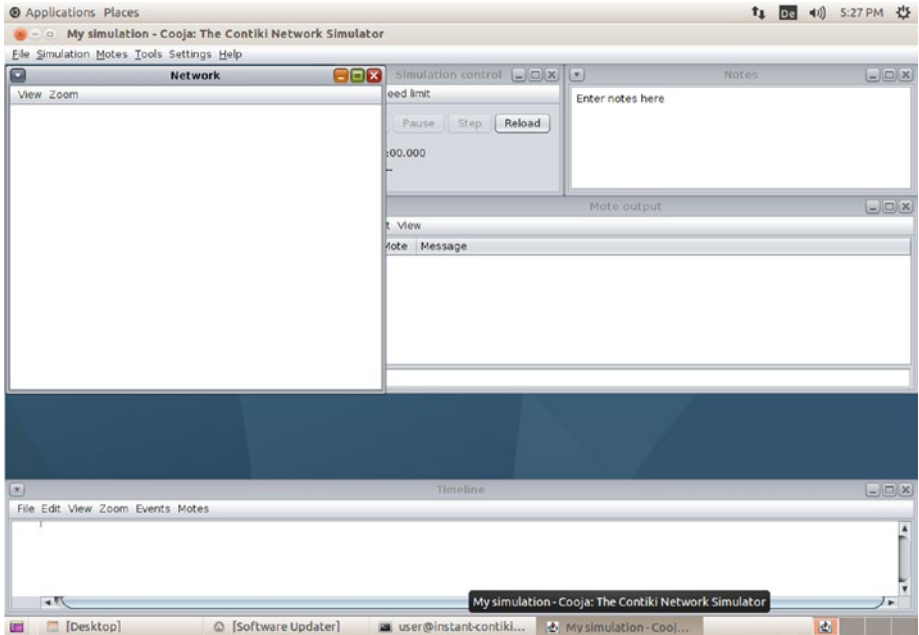 Applications Places
De 5:27 PM
My simulation - Cooja: The Contiki Network Simulator
File Simulation Motes Tools Settings Help
Network
View Zoom
Simulation control
eed limit
Pause Step Reload
:00.000
--
Notes
Enter notes here
Mote output
t View
Mote Message
Timeline
File Edit View Zoom Events Motes
My simulation - Cooja: The Contiki Network Simulator
[Desktop] [Software Updater] user@instant-contiki... My simulation - Cooj...